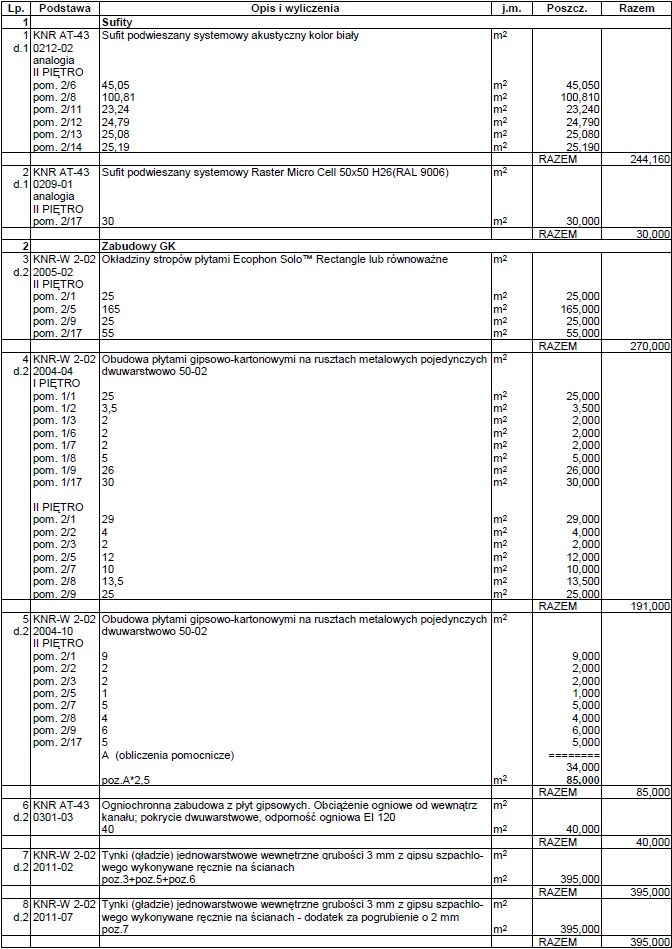 Lp. Podstawa Opis i wyliczenia j.m. Poszcz. Razem
1 Sufity
1 KNR AT-43 Sufit podwieszany systemowy akustyczny kolor biały m2
d.1 0212-02
analogia
II PIĘTRO
pom. 2/6 45,05 m2 45,050
pom. 2/8 100,81 m2 100,810
pom. 2/11 23,24 m2 23,240
pom. 2/12 24,79 m2 24,790
pom. 2/13 25,08 m2 25,080
pom. 2/14 25,19 m2 25,190
RAZEM 244,160
2 KNR AT-43 Sufit podwieszany systemowy Raster Micro Cell 50x50 H26(RAL 9006) m2
d.1 0209-01
analogia
II PIĘTRO
pom. 2/17 30 m2 30,000
RAZEM 30,000
2 Zabudowy GK
3 KNR-W 2-02 Okładziny stropów płytami Ecophon Solo™ Rectangle lub równoważne m2
d.2 2005-02
II PIĘTRO
pom. 2/1 25 m2 25,000
pom. 2/5 165 m2 165,000
pom. 2/9 25 m2 25,000
pom. 2/17 55 m2 55,000
RAZEM 270,000
4 KNR-W 2-02 Obudowa płytami gipsowo-kartonowymi na rusztach metalowych pojedynczych m2
d.2 2004-04 dwuwarstwowo 50-02
I PIĘTRO
pom. 1/1 25 m2 25,000
pom. 1/2 3,5 m2 3,500
pom. 1/3 2 m2 2,000
pom. 1/6 2 m2 2,000
pom. 1/7 2 m2 2,000
pom. 1/8 5 m2 5,000
pom. 1/9 26 m2 26,000
pom. 1/17 30 m2 30,000
II PIĘTRO
pom. 2/1 29 m2 29,000
pom. 2/2 4 m2 4,000
pom. 2/3 2 m2 2,000
pom. 2/5 12 m2 12,000
pom. 2/7 10 m2 10,000
pom. 2/8 13,5 m2 13,500
pom. 2/9 25 m2 25,000
RAZEM 191,000
5 KNR-W 2-02 Obudowa płytami gipsowo-kartonowymi na rusztach metalowych pojedynczych m2
d.2 2004-10 dwuwarstwowo 50-02
II PIĘTRO
pom. 2/1 9 9,000
pom. 2/2 2 2,000
pom. 2/3 2 2,000
pom. 2/5 1 1,000
pom. 2/7 5 5,000
pom. 2/8 4 4,000
pom. 2/9 6 6,000
pom. 2/17 5 5,000
A (obliczenia pomocnicze) ========
34,000
poz.A*2,5 m2 85,000
RAZEM 85,000
6 KNR AT-43 Ogniochronna zabudowa z płyt gipsowych. Obciążenie ogniowe od wewnątrz m2
d.2 0301-03 kanału; pokrycie dwuwarstwowe, odporność ogniowa EI 120
40 m2 40,000
RAZEM 40,000
7 KNR-W 2-02 Tynki (gładzie) jednowarstwowe wewnętrzne grubości 3 mm z gipsu szpachlo- m2
d.2 2011-02 wego wykonywane ręcznie na ścianach
poz.3+poz.5+poz.6 m2 395,000
RAZEM 395,000
8 KNR-W 2-02 Tynki (gładzie) jednowarstwowe wewnętrzne grubości 3 mm z gipsu szpachlo- m2
d.2 2011-07 wego wykonywane ręcznie na ścianach - dodatek za pogrubienie o 2 mm
poz.7 m2 395,000
RAZEM 395,000